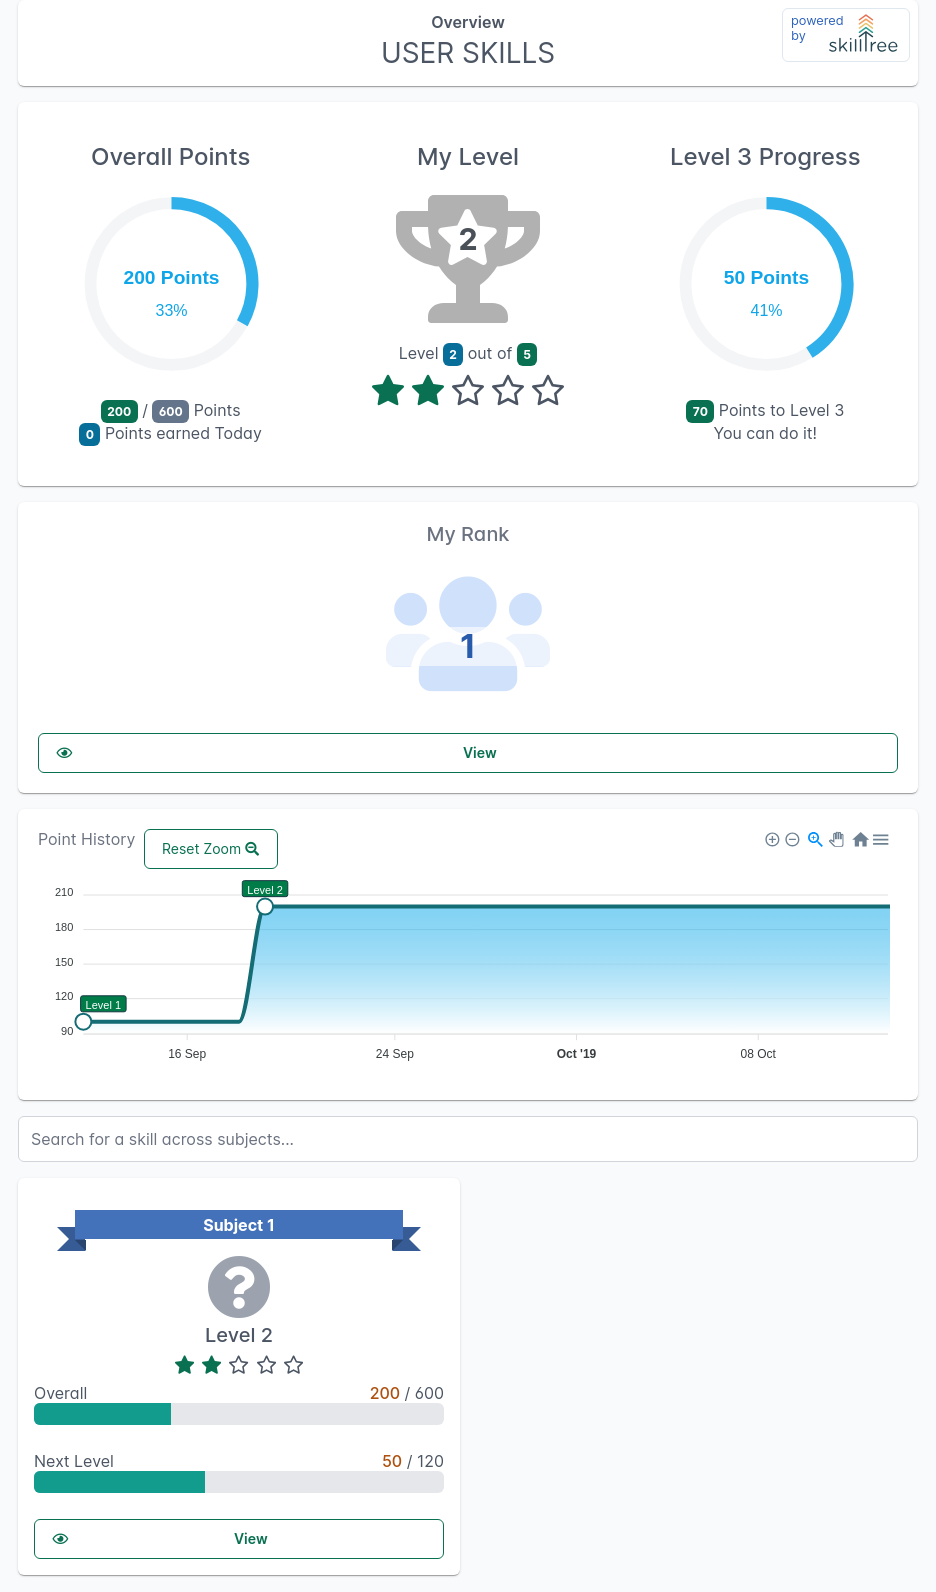 Overview
USER SKILLS
powered
by
skilltree
Overall Points
200 Points
33%
200 / 600 Points
0 Points earned Today
My Level
2
Level 2 out of 5
Level 3 Progress
50 Points
41%
70 Points to Level 3
You can do it!
My Rank
1
View
Point History
Reset Zoom
210
180
150
120
90
Level 1
Level 2
16 Sep
24 Sep
Oct '19
08 Oct
Search for a skill across subjects...
Subject 1
Level 2
Overall 200 / 600
Next Level 50 / 120
View